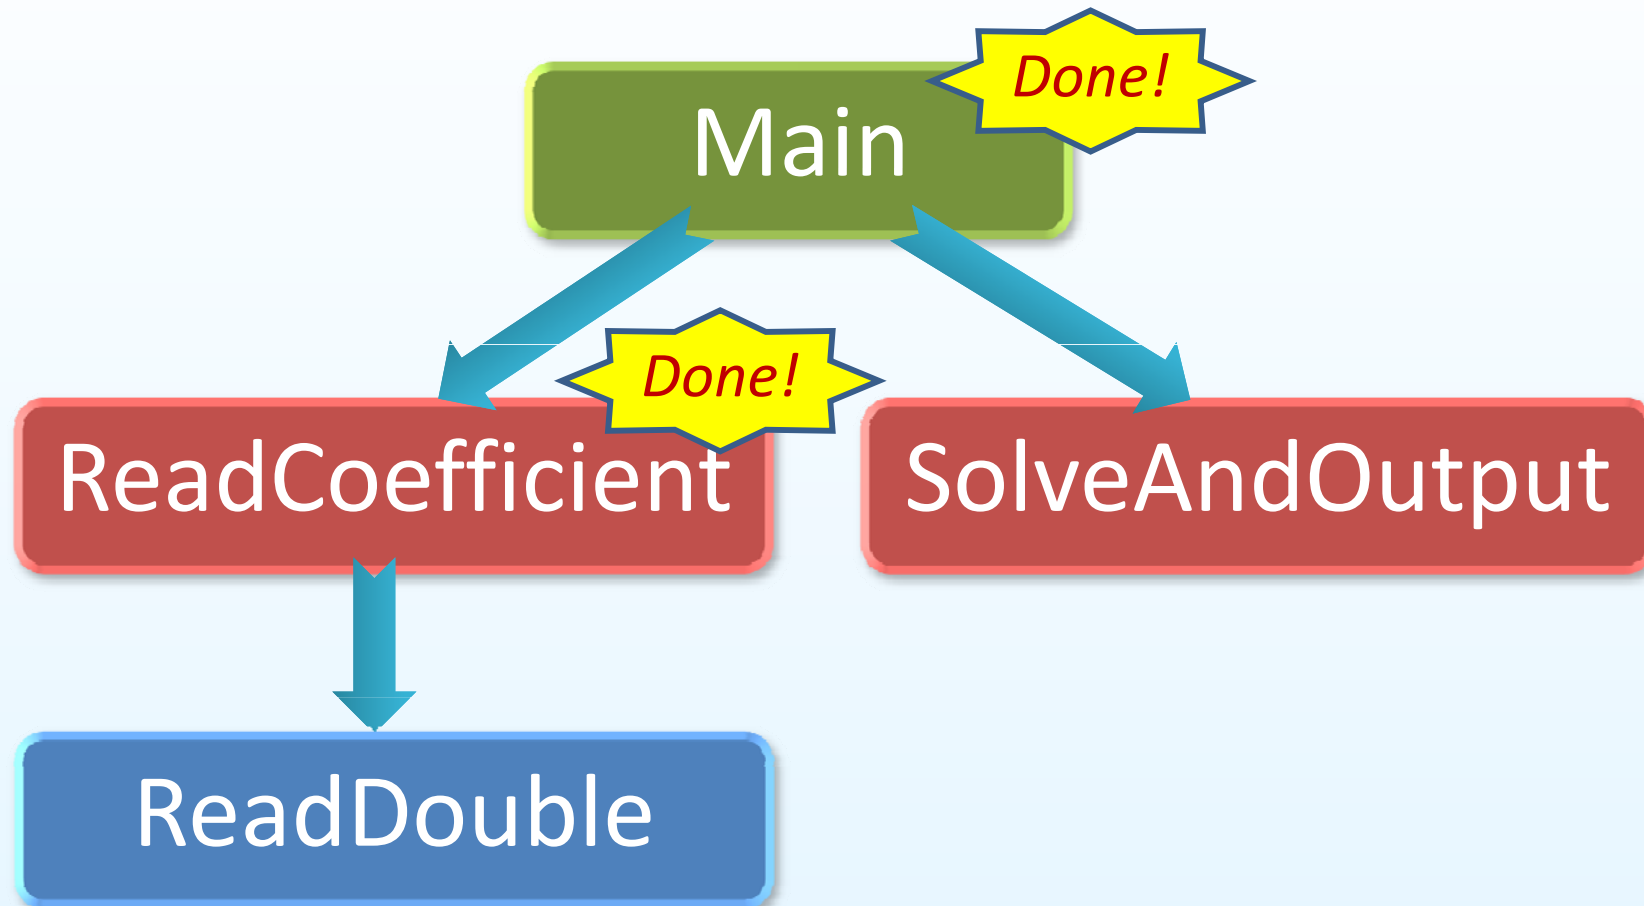 Done!
Main
Done!
ReadCoefficient
SolveAndOutput
ReadDouble